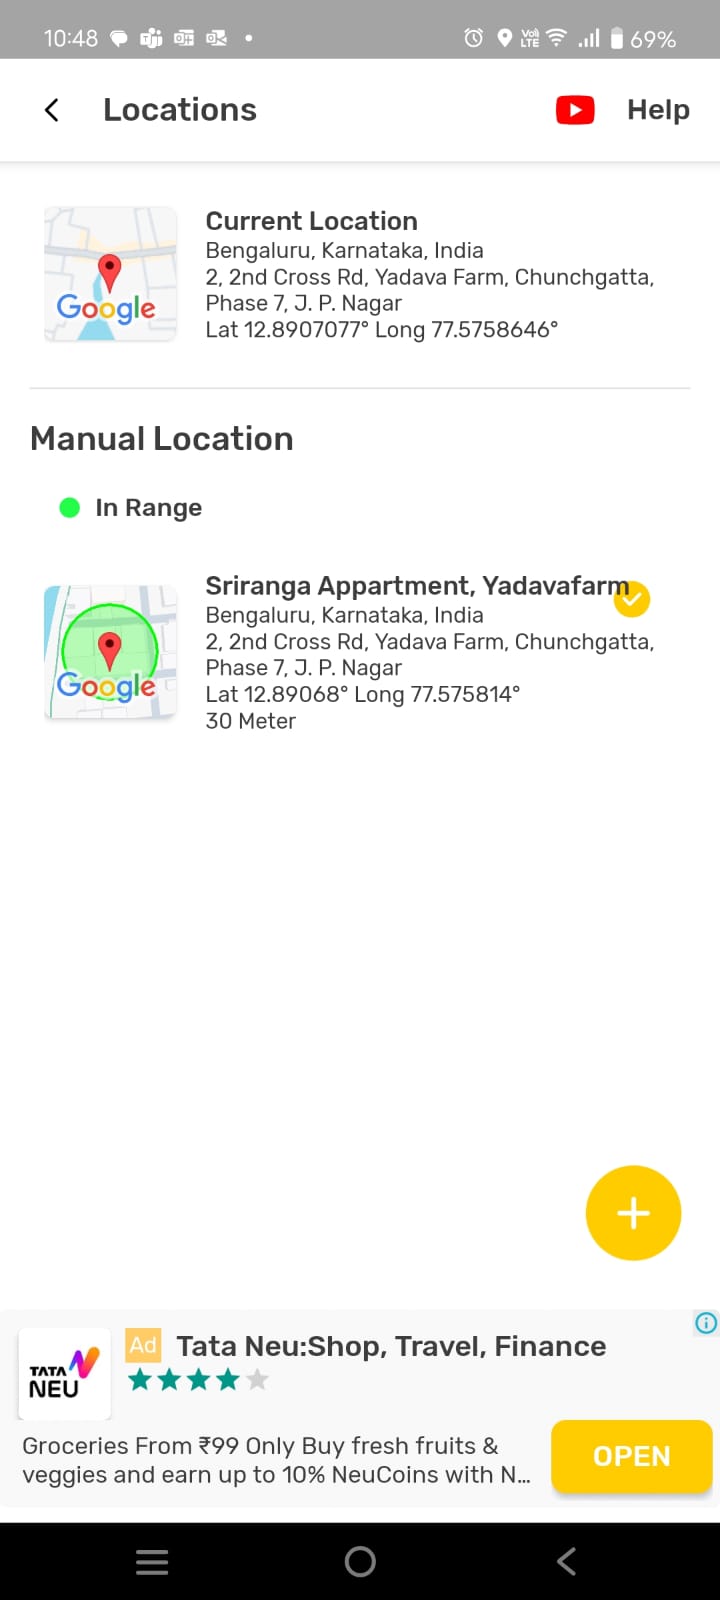 10:48
Vol LTE
69%
Locations
Help
Current Location
Bengaluru, Karnataka, India
2, 2nd Cross Rd, Yadava Farm, Chunchgatta,
Phase 7, J. P. Nagar
Lat 12.8907077° Long 77.5758646°
Google
Manual Location
In Range
Sriranga Appartment, Yadavafarm
Bengaluru, Karnataka, India
2, 2nd Cross Rd, Yadava Farm, Chunchgatta,
Phase 7, J. P. Nagar
Lat 12.89068° Long 77.575814°
30 Meter
Google
Ad Tata Neu:Shop, Travel, Finance
TATA
NEU
Groceries From ₹99 Only Buy fresh fruits &
veggies and earn up to 10% NeuCoins with N...
OPEN